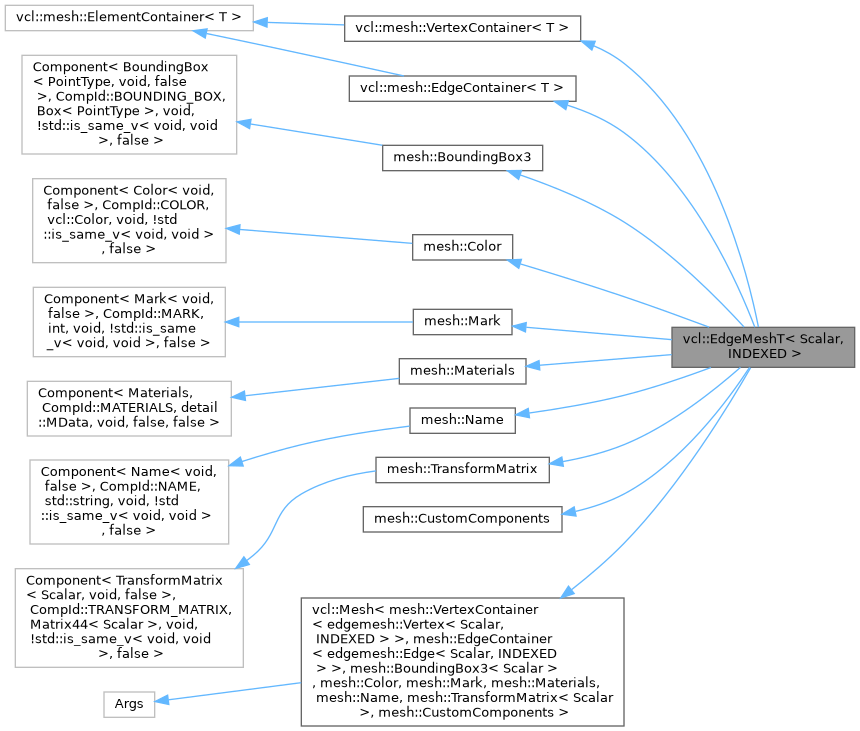 vcl::mesh::ElementContainer< T >
vcl::mesh::VertexContainer< T >
vcl::mesh::EdgeContainer< T >
Component< BoundingBox
< PointType, void, false
>, CompId::BOUNDING_BOX,
Box< PointType >, void,
!std::is_same_v< void, void
>, false >
mesh::BoundingBox3
Component< Color< void,
false >, CompId::COLOR,
vcl::Color, void, !std
::is_same_v< void, void >
, false >
mesh::Color
Component< Mark< void,
false >, CompId::MARK,
int, void, !std::is_same
_v< void, void >, false >
mesh::Mark
vcl::EdgeMeshT< Scalar,
INDEXED >
Component< Materials,
CompId::MATERIALS, detail
::MData, void, false, false >
mesh::Materials
mesh::Name
Component< Name< void,
false >, CompId::NAME,
std::string, void, !std
::is_same_v< void, void >
, false >
mesh::TransformMatrix
mesh::CustomComponents
Component< TransformMatrix
< Scalar, void, false >,
CompId::TRANSFORM_MATRIX,
Matrix44< Scalar >, void,
!std::is_same_v< void, void
>, false >
vcl::Mesh< mesh::VertexContainer
< edgemesh::Vertex< Scalar,
INDEXED > >, mesh::EdgeContainer
< edgemesh::Edge< Scalar, INDEXED
> >, mesh::BoundingBox3< Scalar >
, mesh::Color, mesh::Mark, mesh::Materials,
mesh::Name, mesh::TransformMatrix< Scalar
>, mesh::CustomComponents >
Args